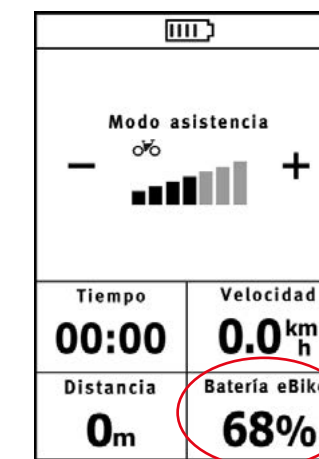 Modo asistencia
- +
Tiempo Velocidad
00:00 0.0 km/h
Distancia Batería eBike
0m 68%